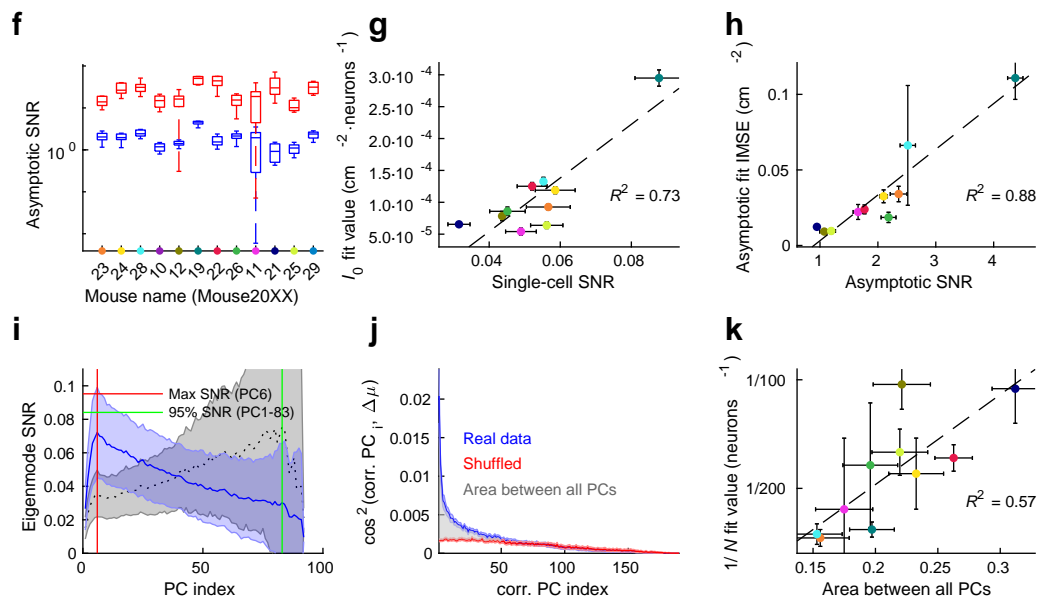 f
Asymptotic SNR
10^0
23 24 28 10 12 19 22 26 11 21 25 29
Mouse name (Mouse20XX)
g
I_0 fit value (cm^-2·neurons^-1)
3.0·10^-4
2.5·10^-4
2.0·10^-4
1.5·10^-4
1.0·10^-4
5.0·10^-5
R^2 = 0.73
0.04 0.06 0.08
Single-cell SNR
h
Asymptotic fit IMSE (cm^-2)
0.1
0.05
0
R^2 = 0.88
1 2 3 4
Asymptotic SNR
i
Eigenmode SNR
0.1
0.08
0.06
0.04
0.02
0
Max SNR (PC6)
95% SNR (PC1-83)
0 20 40 60 80 100
PC index
j
cos^2(corr. PC_i, Δμ)
0.02
0.015
0.01
0.005
0
Real data
Shuffled
Area between all PCs
0 50 100 150
corr. PC index
k
1/N fit value (neurons^-1)
1/100
1/200
R^2 = 0.57
0.15 0.2 0.25 0.3
Area between all PCs